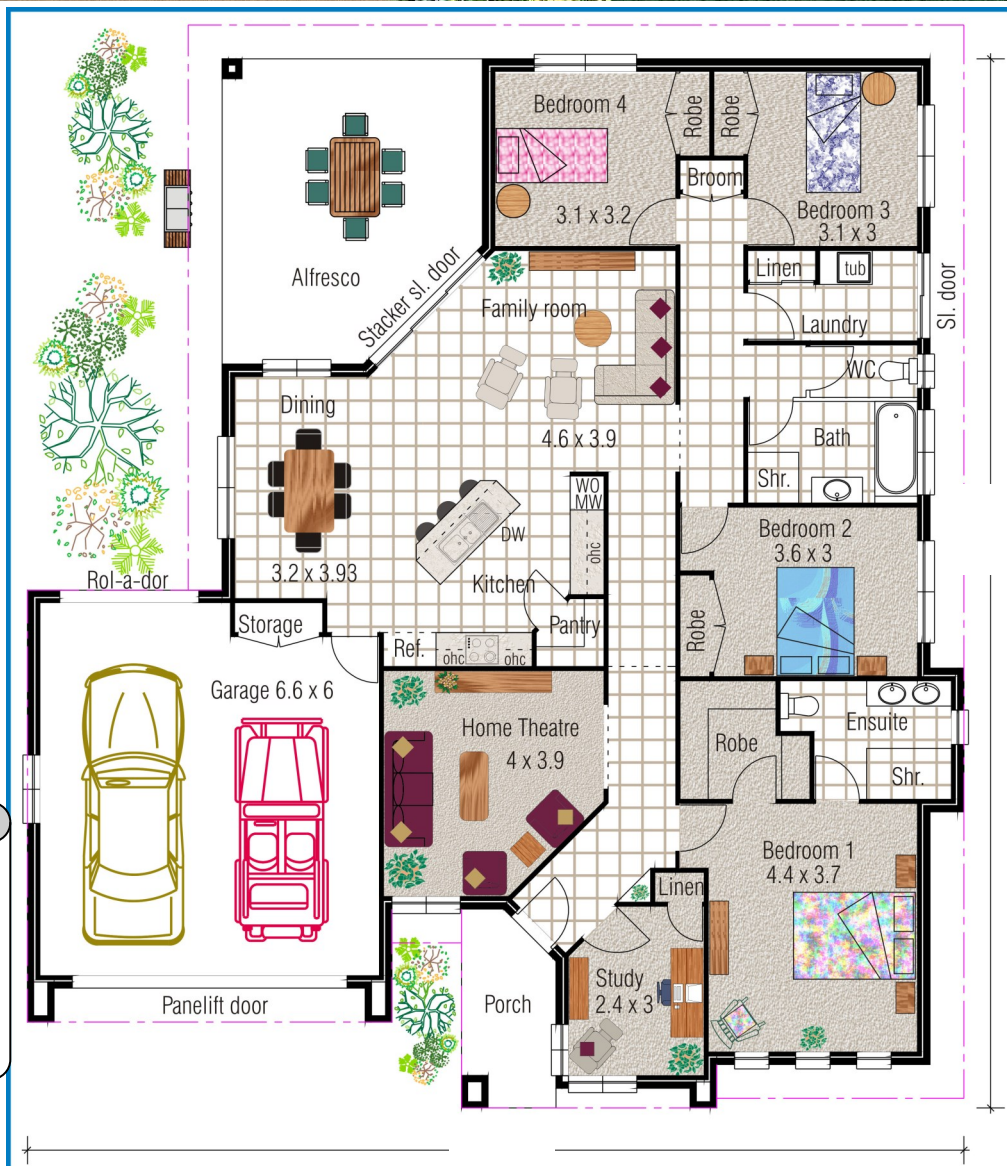 Bedroom 4
3.1 x 3.2
Robe
Robe
Broom
Bedroom 3
3.1 x 3
Alfresco
Stacker sl. door
Family room
4.6 x 3.9
Linen
tub
Laundry
Sl. door
WC
Bath
Shr.
Dining
3.2 x 3.93
WO
MW
DW
ohc
Kitchen
Pantry
Ref.
ohc
ohc
Bedroom 2
3.6 x 3
Robe
Rol-a-dor
Storage
Garage 6.6 x 6
Home Theatre
4 x 3.9
Robe
Ensuite
Shr.
Bedroom 1
4.4 x 3.7
Linen
Study
2.4 x 3
Porch
Panelift door